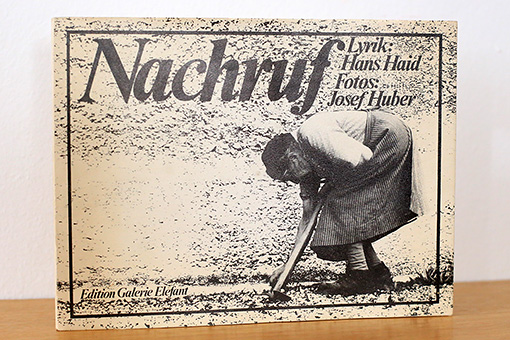 Nachruf
Lyrik:
Hans Haid
Fotos:
Josef Huber
Edition Galerie Elefant